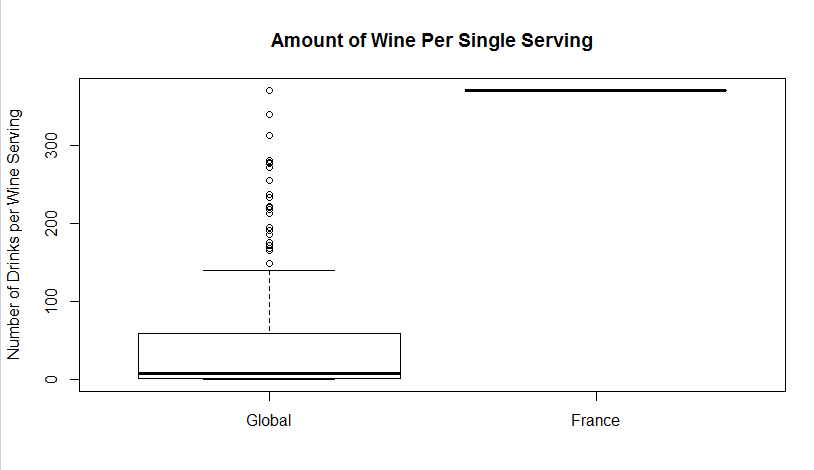 Amount of Wine Per Single Serving
Number of Drinks per Wine Serving
300
200
100
0
Global
France